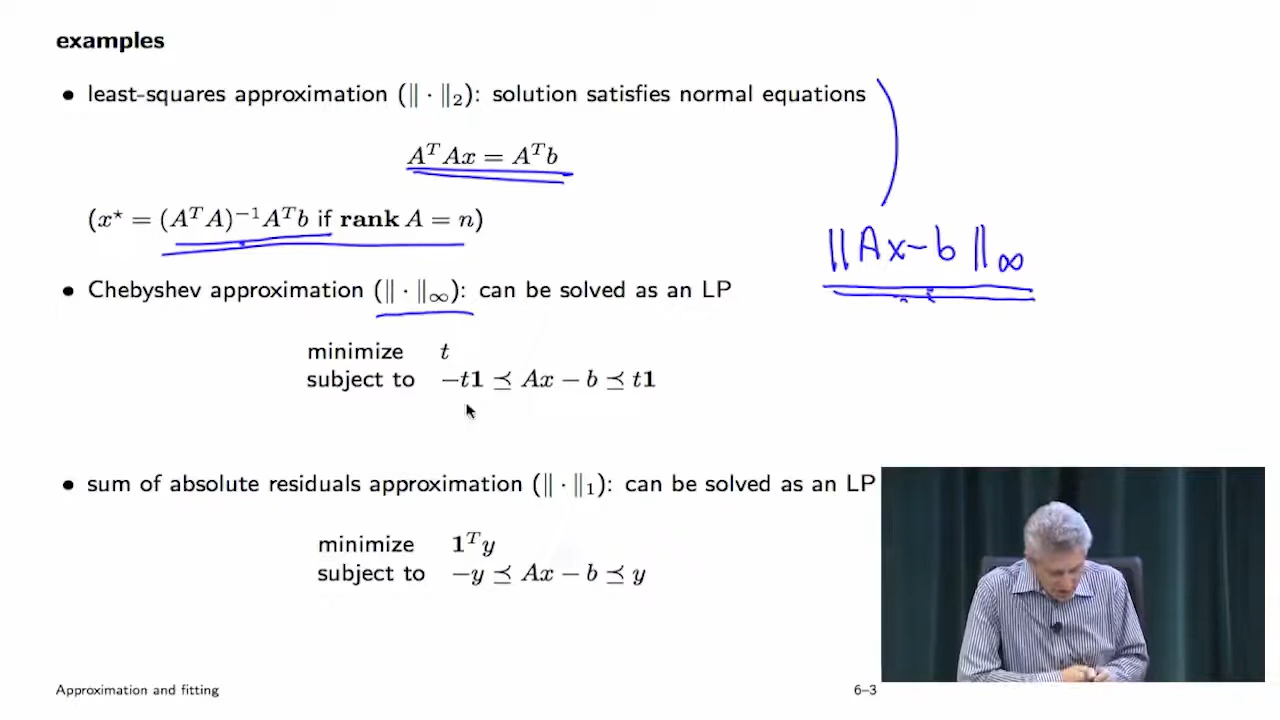 examples
• least-squares approximation (‖ · ‖₂): solution satisfies normal equations
AᵀAx = Aᵀb
(x⋆ = (AᵀA)⁻¹Aᵀb if rank A = n)
‖Ax−b‖∞
• Chebyshev approximation (‖ · ‖∞): can be solved as an LP
minimize t
subject to −t1 ⪯ Ax − b ⪯ t1
• sum of absolute residuals approximation (‖ · ‖₁): can be solved as an LP
minimize 1ᵀy
subject to −y ⪯ Ax − b ⪯ y
Approximation and fitting 6–3